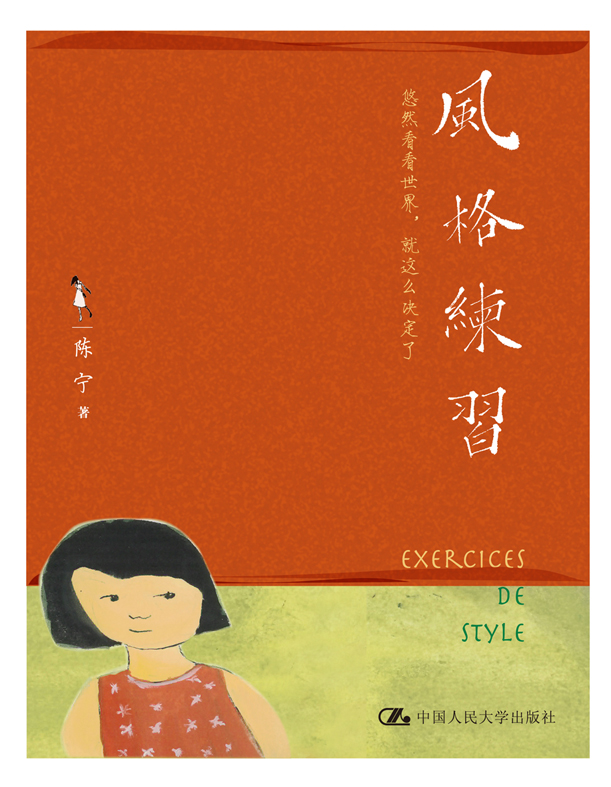 風格練習
悠然看看世界，就这么决定了
陈宁 著
EXERCICES
DE
STYLE
中国人民大学出版社